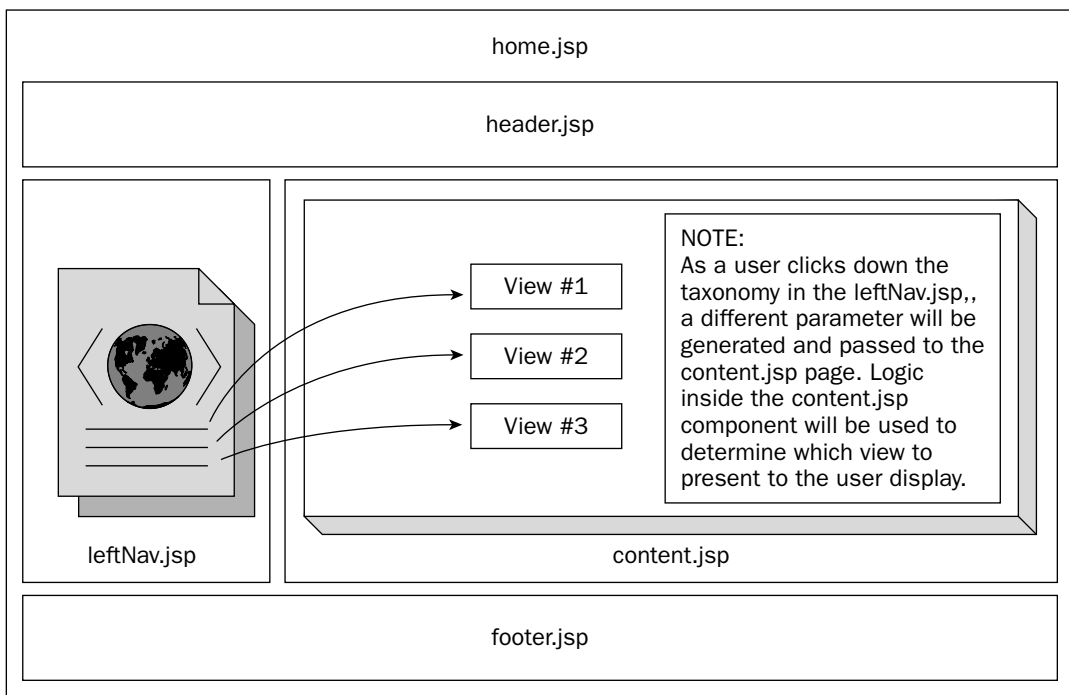 home.jsp
header.jsp
View #1
View #2
View #3
NOTE:
As a user clicks down the
taxonomy in the leftNav.jsp,,
a different parameter will be
generated and passed to the
content.jsp page. Logic
inside the content.jsp
component will be used to
determine which view to
present to the user display.
leftNav.jsp
content.jsp
footer.jsp